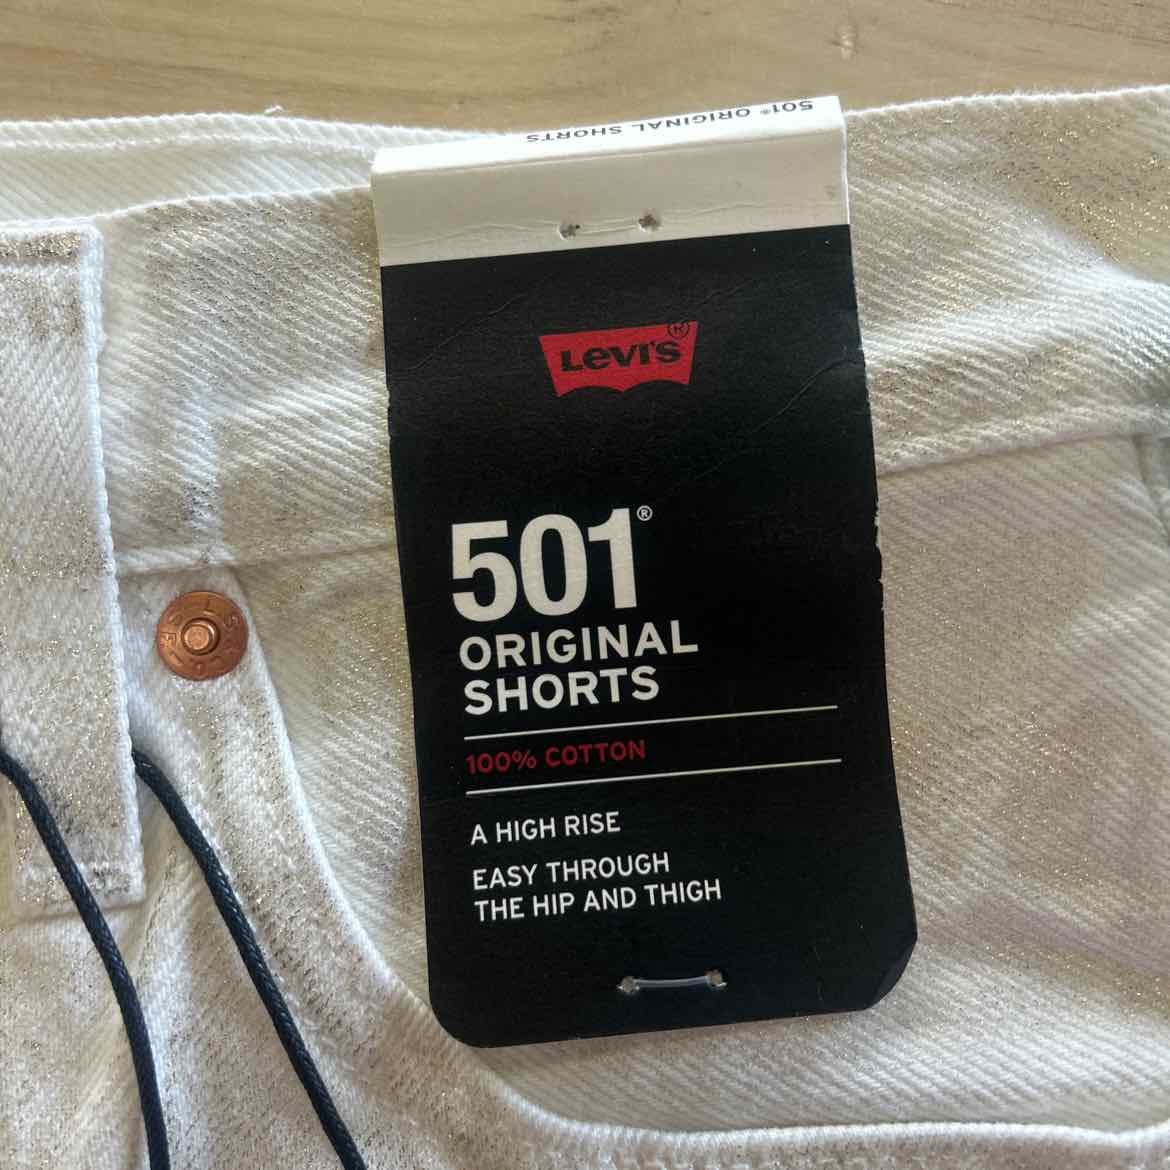 501® ORIGINAL SHORTS
Levi's®
501®
ORIGINAL
SHORTS
100% COTTON
A HIGH RISE
EASY THROUGH
THE HIP AND THIGH